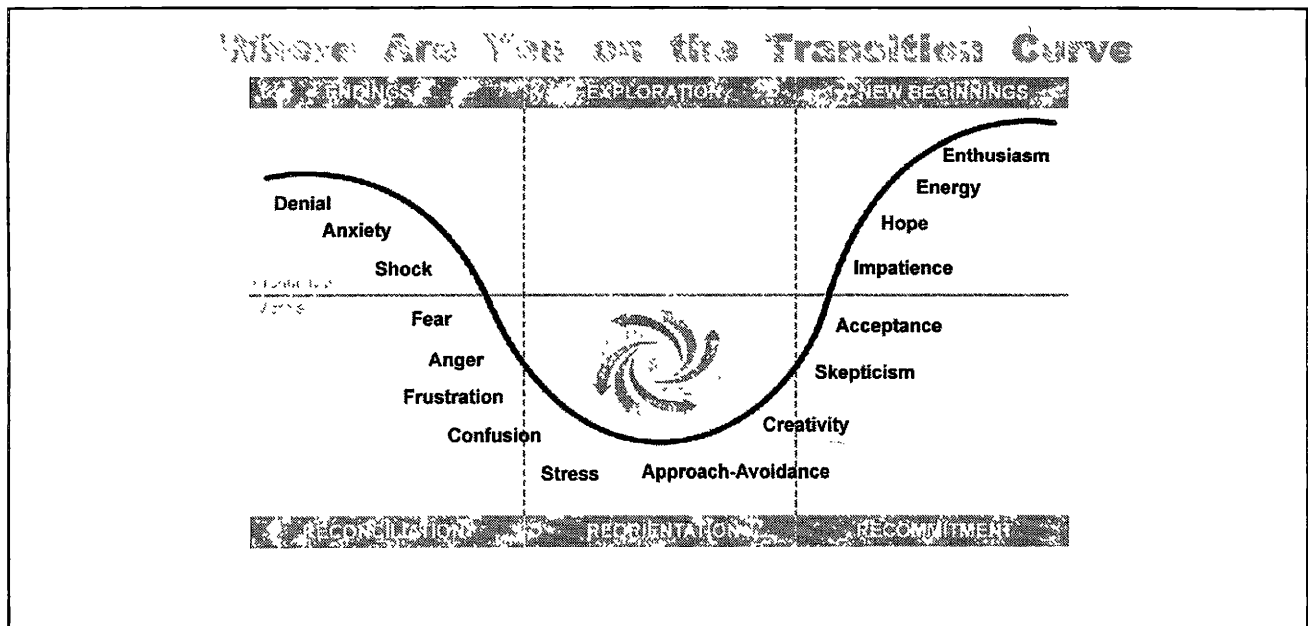 Where Are You on the Transition Curve
ENDINGS
EXPLORATION
NEW BEGINNINGS
Enthusiasm
Energy
Denial
Hope
Anxiety
Shock
Impatience
Fear
Acceptance
Anger
Skepticism
Frustration
Creativity
Confusion
Stress
Approach-Avoidance
RECONCILIATION
REORIENTATION
RECOMMITMENT